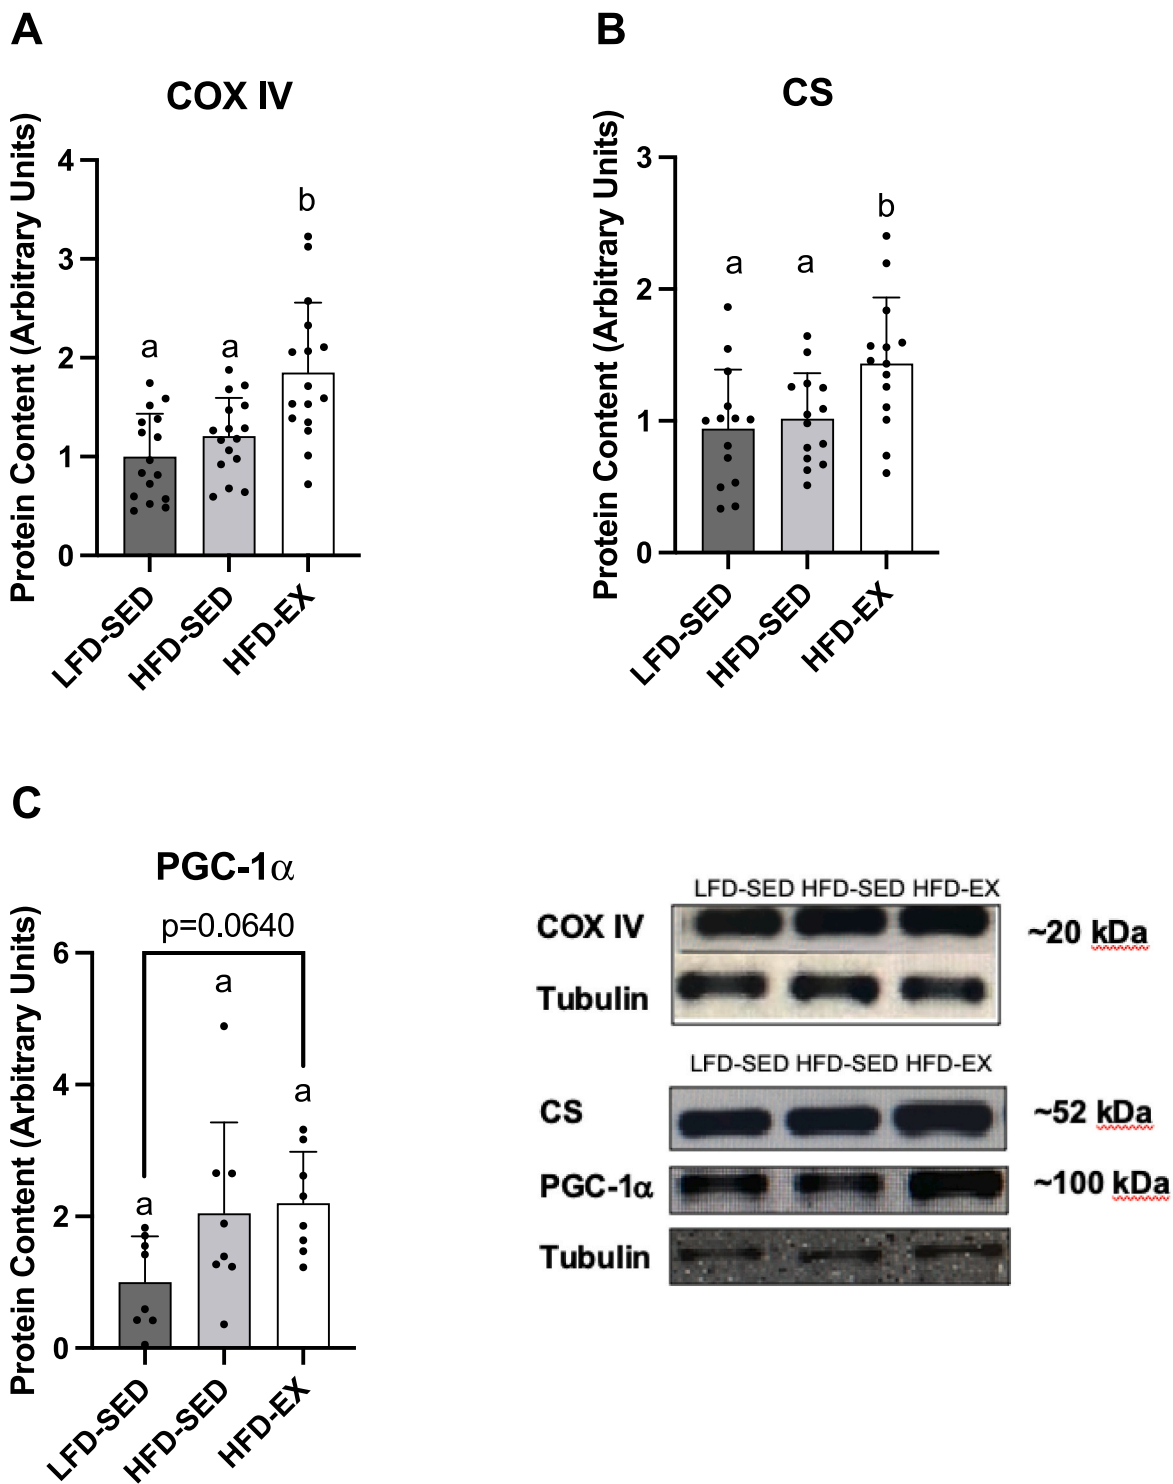 A
COX IV
Protein Content (Arbitrary Units)
4
3
2
1
0
a
a
b
LFD-SED
HFD-SED
HFD-EX
B
CS
Protein Content (Arbitrary Units)
3
2
1
0
a
a
b
LFD-SED
HFD-SED
HFD-EX
C
PGC-1α
p=0.0640
Protein Content (Arbitrary Units)
6
4
2
0
a
a
a
LFD-SED
HFD-SED
HFD-EX
LFD-SED HFD-SED HFD-EX
COX IV
~20 kDa
Tubulin
LFD-SED HFD-SED HFD-EX
CS
~52 kDa
PGC-1α
~100 kDa
Tubulin